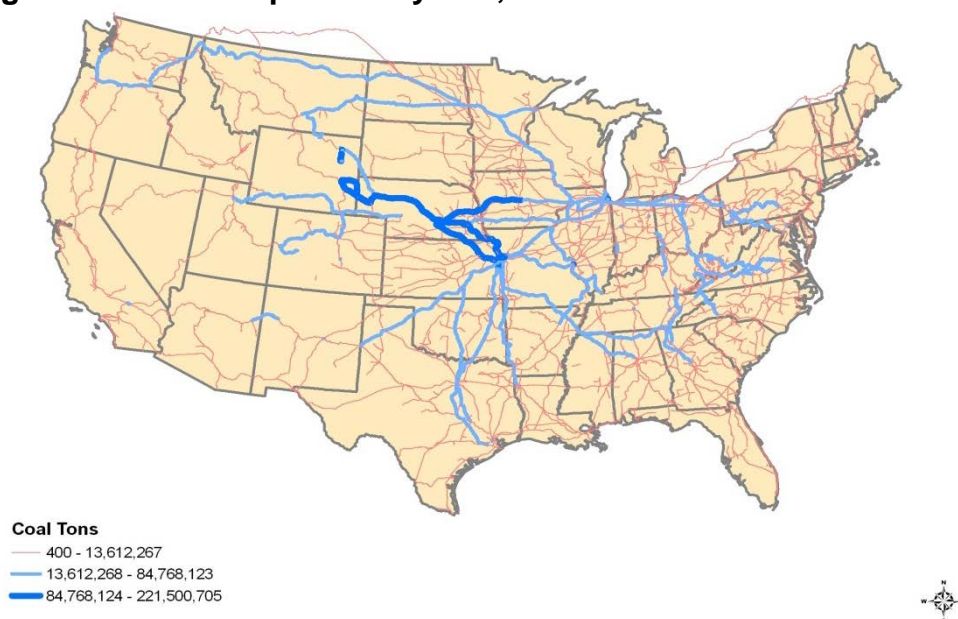 Coal Tons
400 - 13,612,267
13,612,268 - 84,768,123
84,768,124 - 221,500,705
N
W